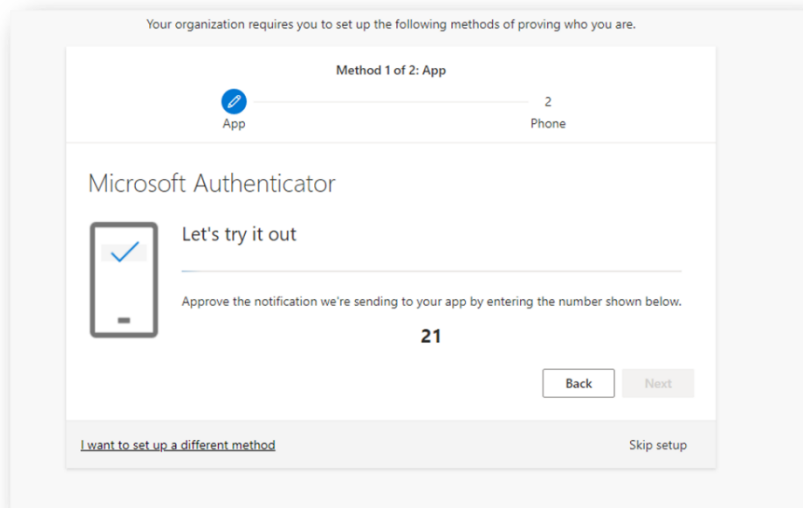 Your organization requires you to set up the following methods of proving who you are.
Method 1 of 2: App
2
App
Phone
Microsoft Authenticator
Let's try it out
Approve the notification we're sending to your app by entering the number shown below.
21
Back
Next
I want to set up a different method
Skip setup